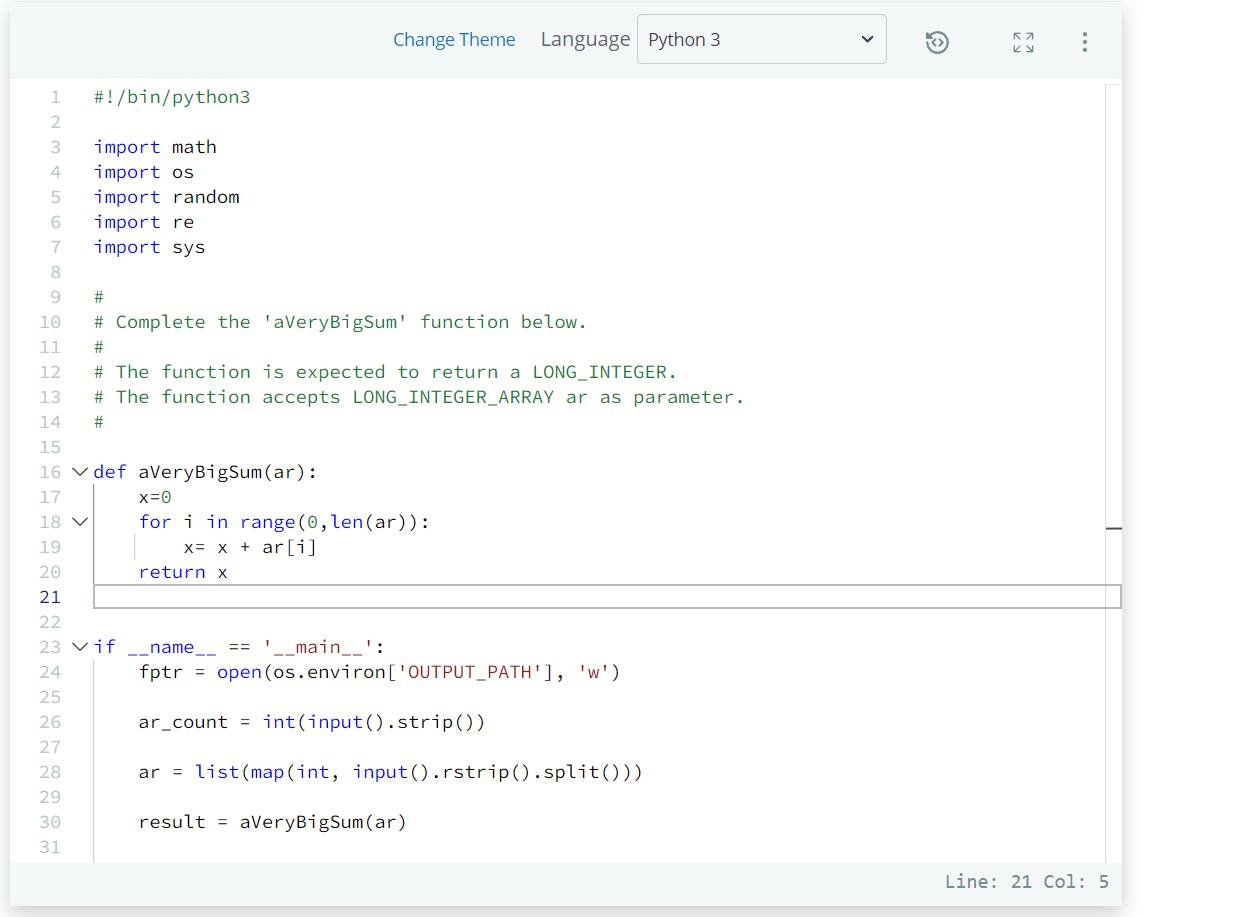 Change Theme Language Python 3
1 #!/bin/python3
2
3 import math
4 import os
5 import random
6 import re
7 import sys
8
9 #
10 # Complete the 'aVeryBigSum' function below.
11 #
12 # The function is expected to return a LONG_INTEGER.
13 # The function accepts LONG_INTEGER_ARRAY ar as parameter.
14 #
15
16 def aVeryBigSum(ar):
17     x=0
18     for i in range(0,len(ar)):
19         x= x + ar[i]
20     return x
21
22
23 if __name__ == '__main__':
24     fptr = open(os.environ['OUTPUT_PATH'], 'w')
25
26     ar_count = int(input().strip())
27
28     ar = list(map(int, input().rstrip().split()))
29
30     result = aVeryBigSum(ar)
31
Line: 21 Col: 5